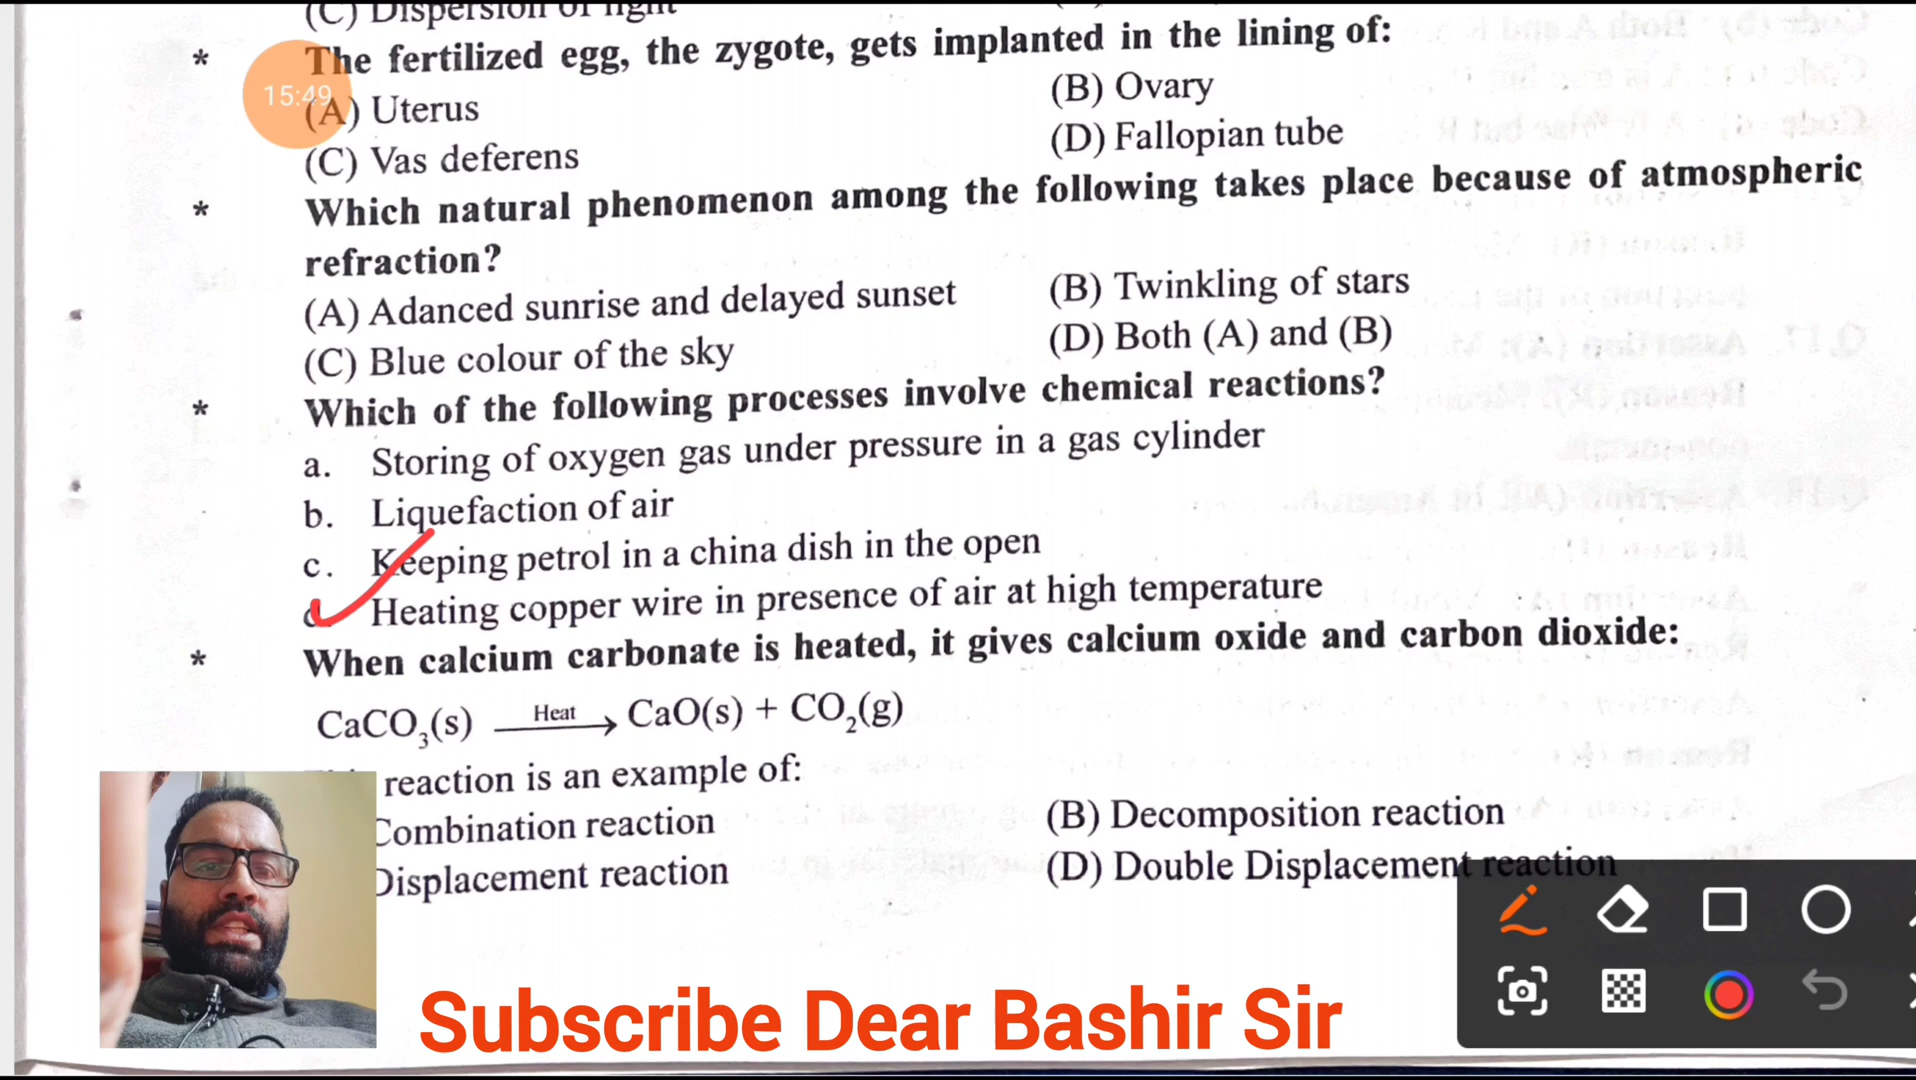 (C) Dispersion of light
* The fertilized egg, the zygote, gets implanted in the lining of:
15:49
(A) Uterus (B) Ovary
(C) Vas deferens (D) Fallopian tube
* Which natural phenomenon among the following takes place because of atmospheric
refraction?
(A) Adanced sunrise and delayed sunset (B) Twinkling of stars
(C) Blue colour of the sky (D) Both (A) and (B)
* Which of the following processes involve chemical reactions?
a. Storing of oxygen gas under pressure in a gas cylinder
b. Liquefaction of air
c. Keeping petrol in a china dish in the open
d. Heating copper wire in presence of air at high temperature
* When calcium carbonate is heated, it gives calcium oxide and carbon dioxide:
CaCO₃(s) Heat → CaO(s) + CO₂(g)
reaction is an example of:
Combination reaction (B) Decomposition reaction
Displacement reaction (D) Double Displacement reaction
Subscribe Dear Bashir Sir